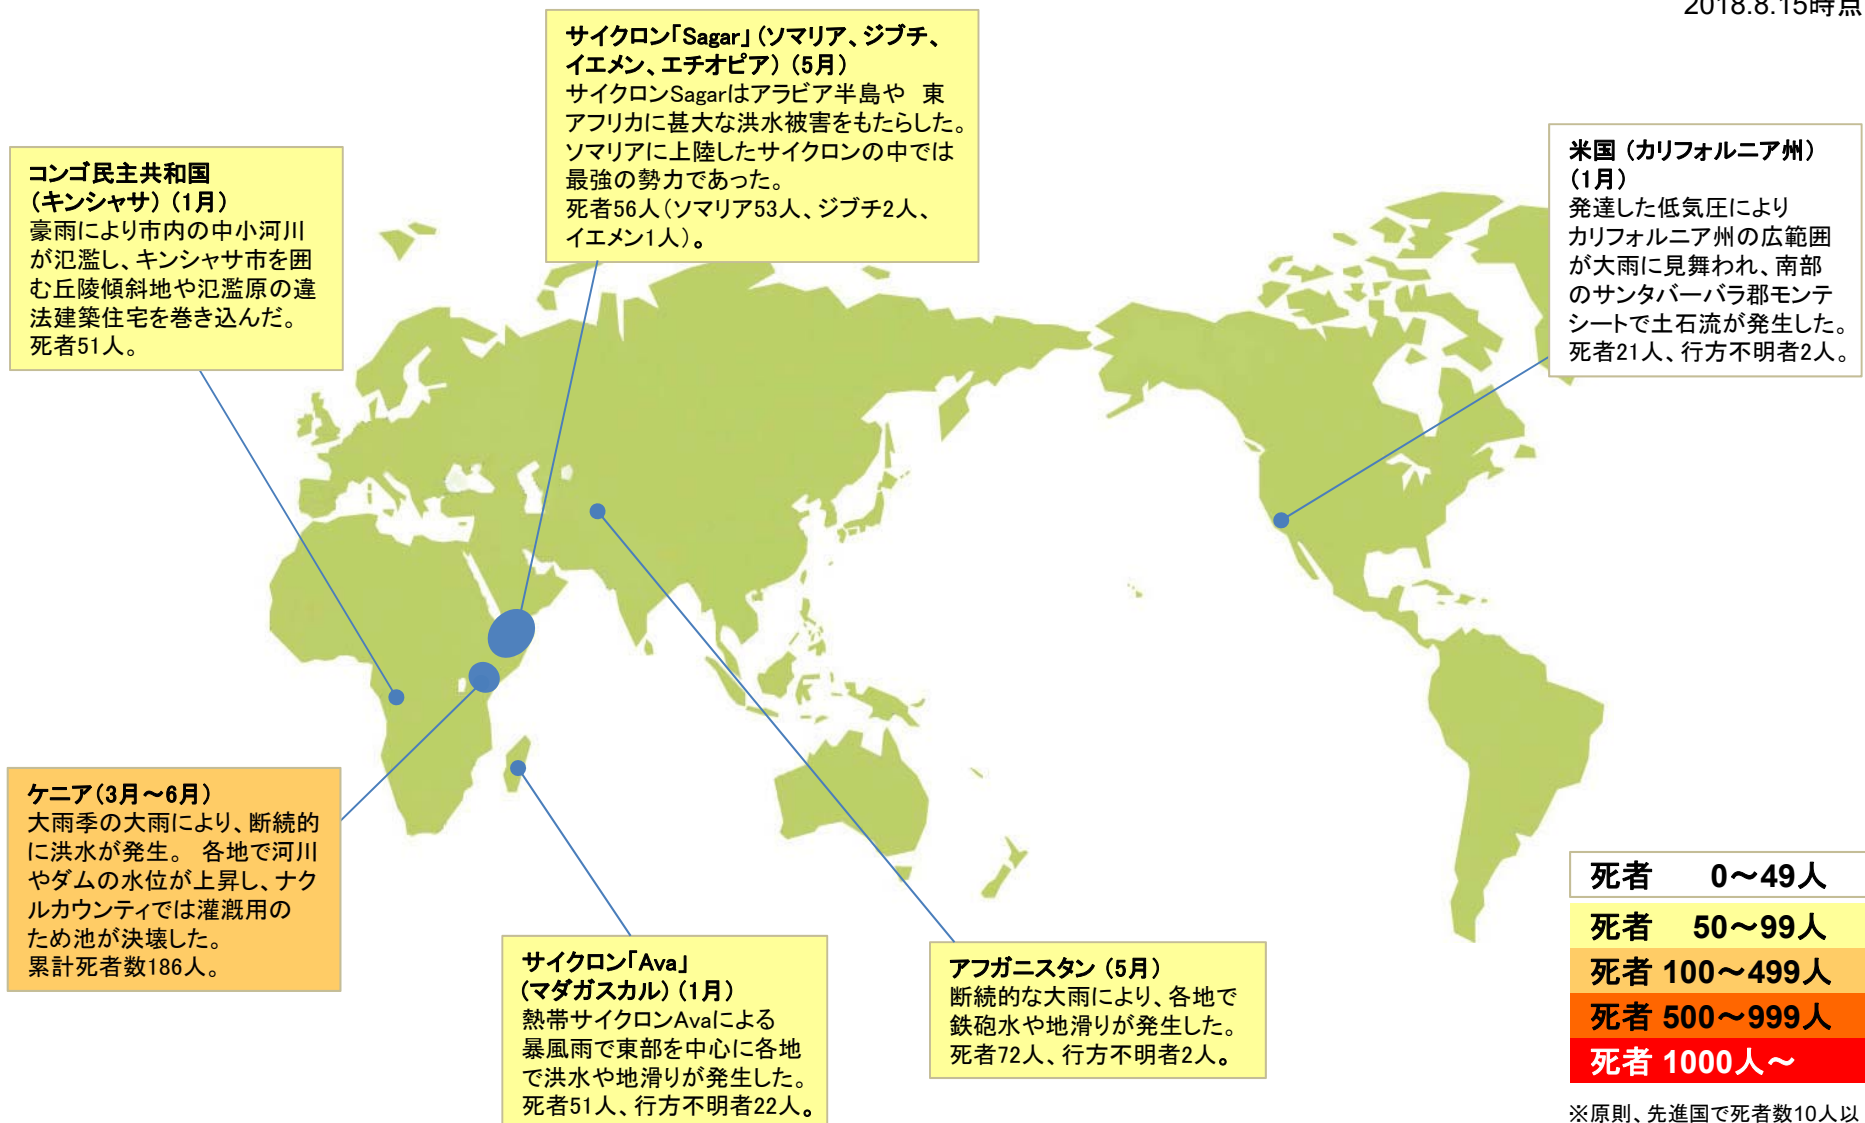 2018.8.15時点
サイクロン「Sagar」（ソマリア、ジブチ、
イエメン、エチオピア）（5月）
サイクロンSagarはアラビア半島や　東
アフリカに甚大な洪水被害をもたらした。
ソマリアに上陸したサイクロンの中では
最強の勢力であった。
死者56人（ソマリア53人、ジブチ2人、
イエメン1人）。
コンゴ民主共和国
（キンシャサ）（1月）
豪雨により市内の中小河川
が氾濫し、キンシャサ市を囲
む丘陵傾斜地や氾濫原の違
法建築住宅を巻き込んだ。
死者51人。
米国（カリフォルニア州）
（1月）
発達した低気圧により
カリフォルニア州の広範囲
が大雨に見舞われ、南部
のサンタバーバラ郡モンテ
シートで土石流が発生した。
死者21人、行方不明者2人。
ケニア（3月～6月）
大雨季の大雨により、断続的
に洪水が発生。　各地で河川
やダムの水位が上昇し、ナク
ルカウンティでは灌漑用の
ため池が決壊した。
累計死者数186人。
サイクロン「Ava」
（マダガスカル）（1月）
熱帯サイクロンAvaによる
暴風雨で東部を中心に各地
で洪水や地滑りが発生した。
死者51人、行方不明者22人。
アフガニスタン（5月）
断続的な大雨により、各地で
鉄砲水や地滑りが発生した。
死者72人、行方不明者2人。
死者　0～49人
死者　50～99人
死者 100～499人
死者 500～999人
死者 1000人～
※原則、先進国で死者数10人以